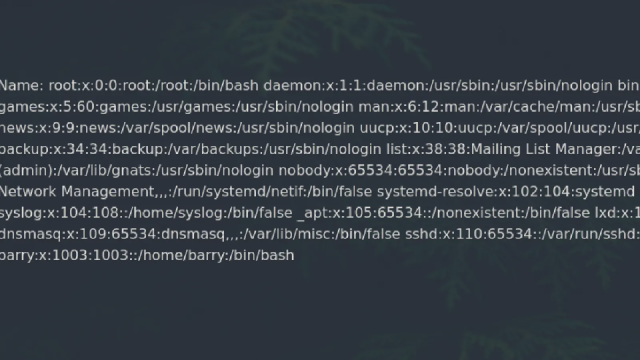 Name: root:x:0:0:root:/root:/bin/bash daemon:x:1:1:daemon:/usr/sbin:/usr/sbin/nologin bin
games:x:5:60:games:/usr/games:/usr/sbin/nologin man:x:6:12:man:/var/cache/man:/usr/sb
news:x:9:9:news:/var/spool/news:/usr/sbin/nologin uucp:x:10:10:uucp:/var/spool/uucp:/usr/
backup:x:34:34:backup:/var/backups:/usr/sbin/nologin list:x:38:38:Mailing List Manager:/va
(admin):/var/lib/gnats:/usr/sbin/nologin nobody:x:65534:65534:nobody:/nonexistent:/usr/sb
Network Management,,,:/run/systemd/netif:/bin/false systemd-resolve:x:102:104:systemd
syslog:x:104:108::/home/syslog:/bin/false _apt:x:105:65534::/nonexistent:/bin/false lxd:x:1
dnsmasq:x:109:65534:dnsmasq,,,:/var/lib/misc:/bin/false sshd:x:110:65534::/var/run/sshd:
barry:x:1003:1003::/home/barry:/bin/bash